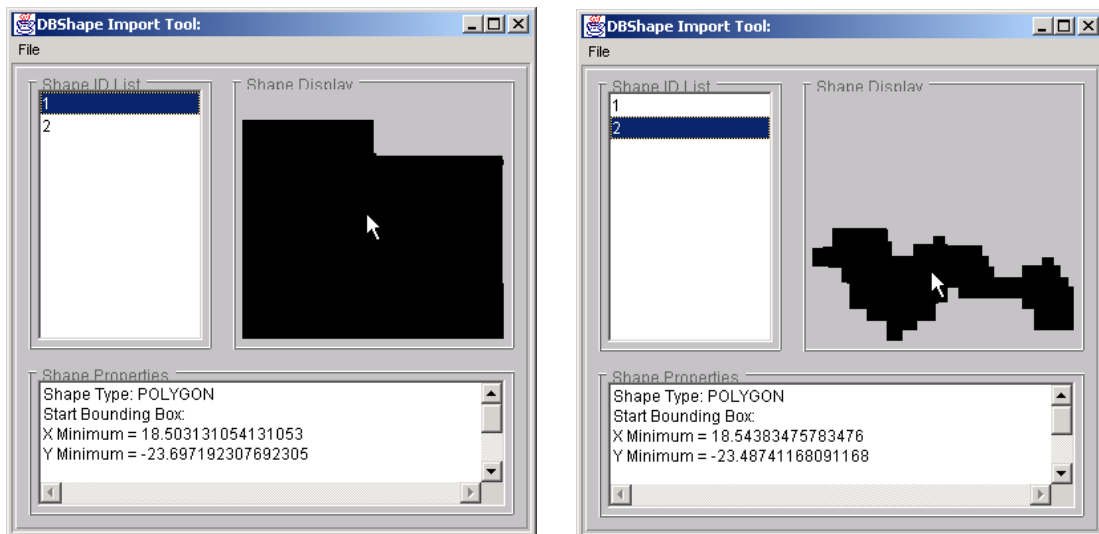 DBShape Import Tool:
File
Shape ID List
Shape Display
1
2
Shape Properties
Shape Type: POLYGON
Start Bounding Box:
X Minimum = 18.503131054131053
Y Minimum = -23.697192307692305
DBShape Import Tool:
File
Shape ID List
Shape Display
1
2
Shape Properties
Shape Type: POLYGON
Start Bounding Box:
X Minimum = 18.54383475783476
Y Minimum = -23.48741168091168